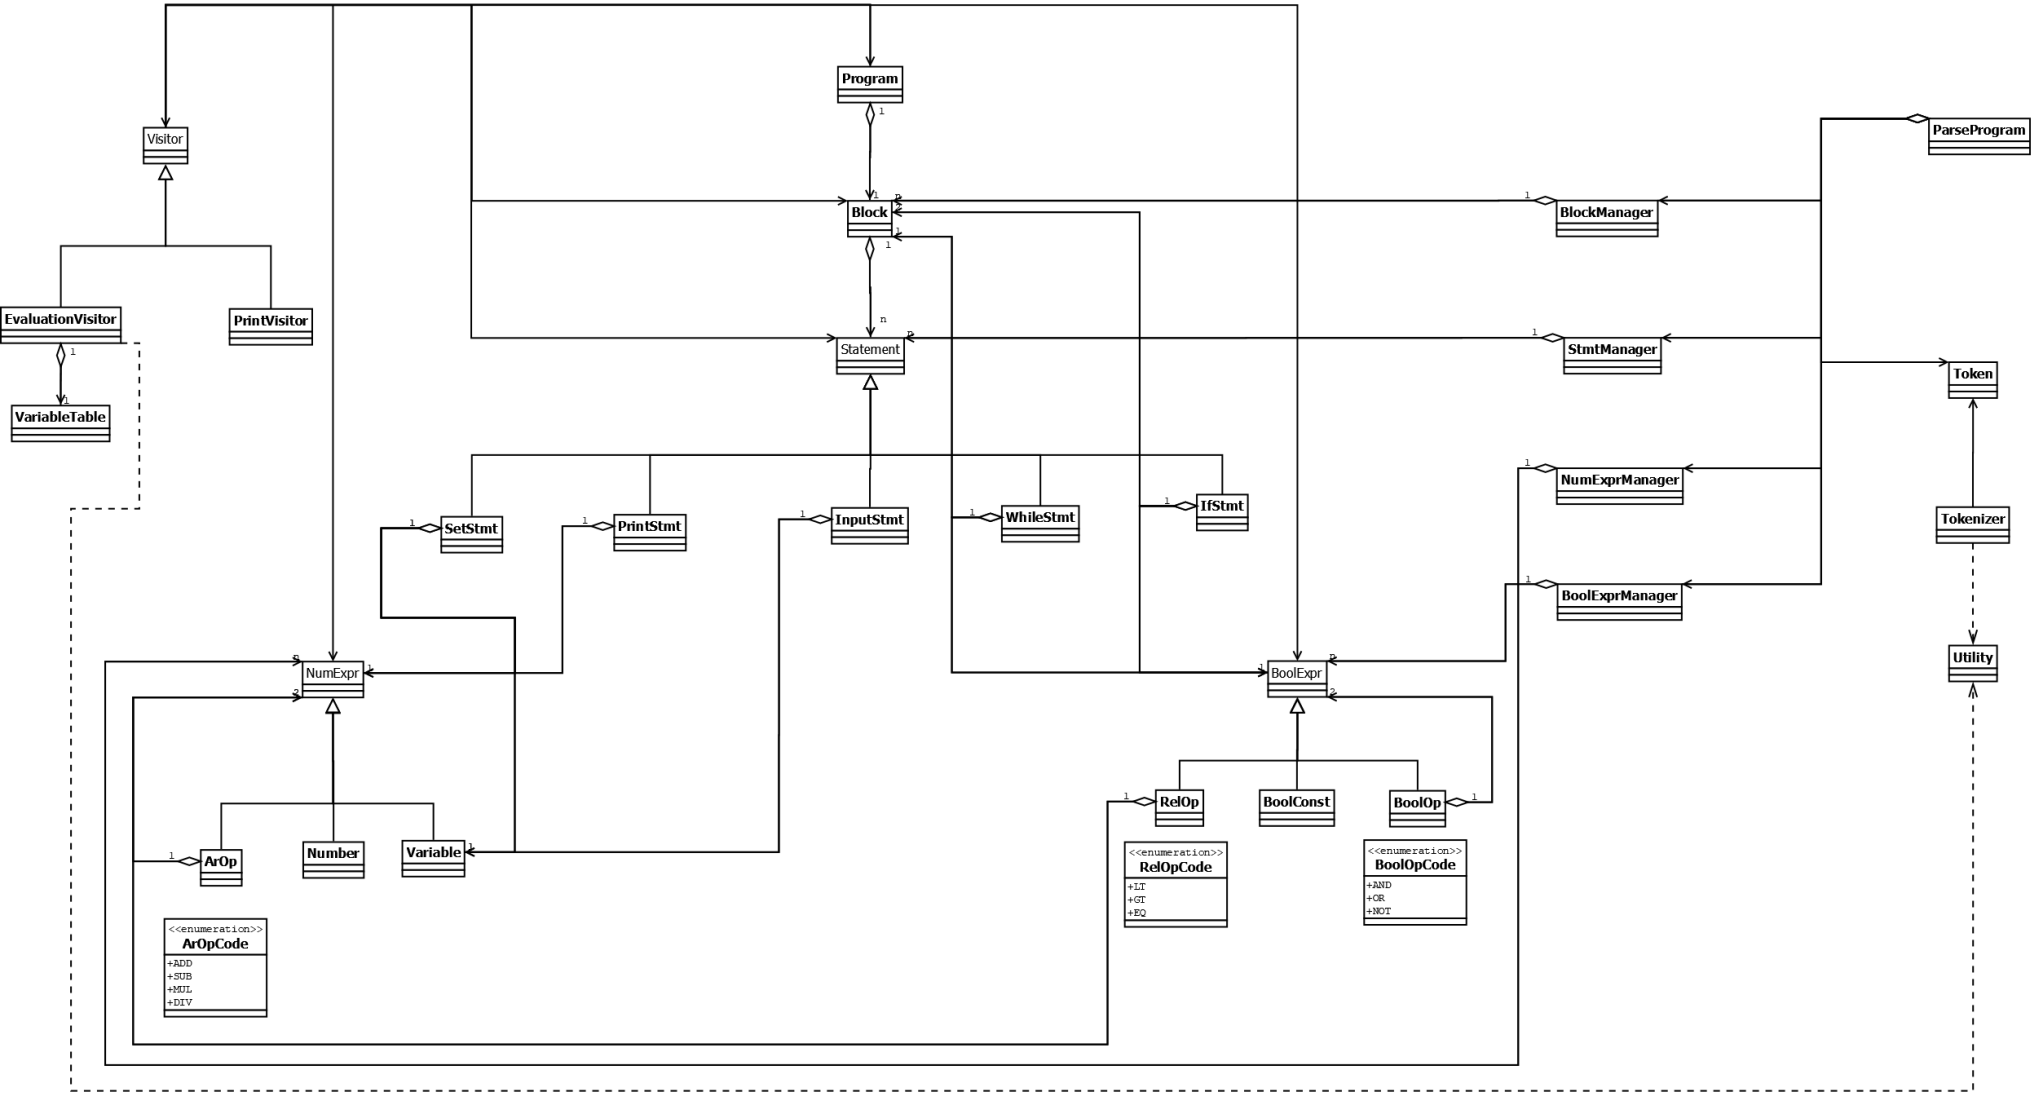 Program
1
Visitor
ParseProgram
1
n
1
Block
2
BlockManager
1
1
EvaluationVisitor
PrintVisitor
n
n
1
Statement
StmtManager
1
Token
1
VariableTable
1
NumExprManager
1
SetStmt
1
PrintStmt
1
InputStmt
1
WhileStmt
1
IfStmt
Tokenizer
1
BoolExprManager
n
NumExpr
1
2
1
BoolExpr
n
2
Utility
1
RelOp
BoolConst
BoolOp
1
1
ArOp
Number
Variable
1
<<enumeration>>
RelOpCode
+LT
+GT
+EQ
<<enumeration>>
BoolOpCode
+AND
+OR
+NOT
<<enumeration>>
ArOpCode
+ADD
+SUB
+MUL
+DIV